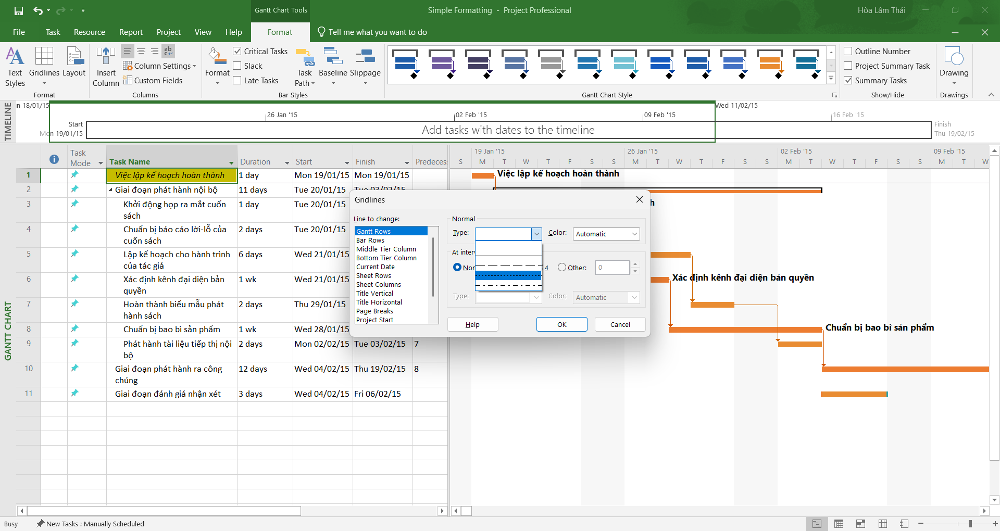 Gantt Chart Tools
Simple Formatting - Project Professional
Hòa Lâm Thái
File
Task
Resource
Report
Project
View
Help
Format
Tell me what you want to do
Text Styles
Gridlines
Layout
Format
Insert Column
Column Settings
Custom Fields
Columns
Format
Critical Tasks
Slack
Late Tasks
Task Path
Baseline
Slippage
Bar Styles
Gantt Chart Style
Outline Number
Project Summary Task
Summary Tasks
Show/Hide
Drawing
Drawings
TIMELINE
n 18/01/15
26 Jan '15
02 Feb '15
09 Feb '15
Wed 11/02/15
16 Feb '15
Start
Mon 19/01/15
Add tasks with dates to the timeline
Finish
Thu 19/02/15
GANTT CHART
Task Mode
Task Name
Duration
Start
Finish
Predeces
1 Việc lập kế hoạch hoàn thành 1 day Mon 19/01/15 Mon 19/01/15
2 Giai đoạn phát hành nội bộ 11 days Tue 20/01/15 Tue 03/02/15
3 Khởi động họp ra mắt cuốn sách 1 day Tue 20/01/15
4 Chuẩn bị báo cáo lời-lỗ của cuốn sách 2 days Tue 20/01/15
5 Lập kế hoạch cho hành trình của tác giả 6 days Wed 21/01/15
6 Xác định kênh đại diện bản quyền 1 wk Wed 21/01/15
7 Hoàn thành biểu mẫu phát hành sách 2 days Thu 29/01/15
8 Chuẩn bị bao bì sản phẩm 1 wk Wed 28/01/15
9 Phát hành tài liệu tiếp thị nội bộ 2 days Mon 02/02/15 Tue 03/02/15 7
10 Giai đoạn phát hành ra công chúng 12 days Wed 04/02/15 Thu 19/02/15 8
11 Giai đoạn đánh giá nhận xét 3 days Wed 04/02/15 Fri 06/02/15
19 Jan '15
26 Jan '15
02 Feb '15
09 Feb '15
S M T W T F S S M T W T F S S M T W T F S S M T W
Việc lập kế hoạch hoàn thành
h
Xác định kênh đại diện bản quyền
Chuẩn bị bao bì sản phẩm
Gridlines
Line to change:
Gantt Rows
Bar Rows
Middle Tier Column
Bottom Tier Column
Current Date
Sheet Rows
Sheet Columns
Title Vertical
Title Horizontal
Page Breaks
Project Start
Normal
Type:
Color:
Automatic
At interv
Non
4
Other:
0
Type:
Color:
Automatic
Help
OK
Cancel
Busy
New Tasks : Manually Scheduled